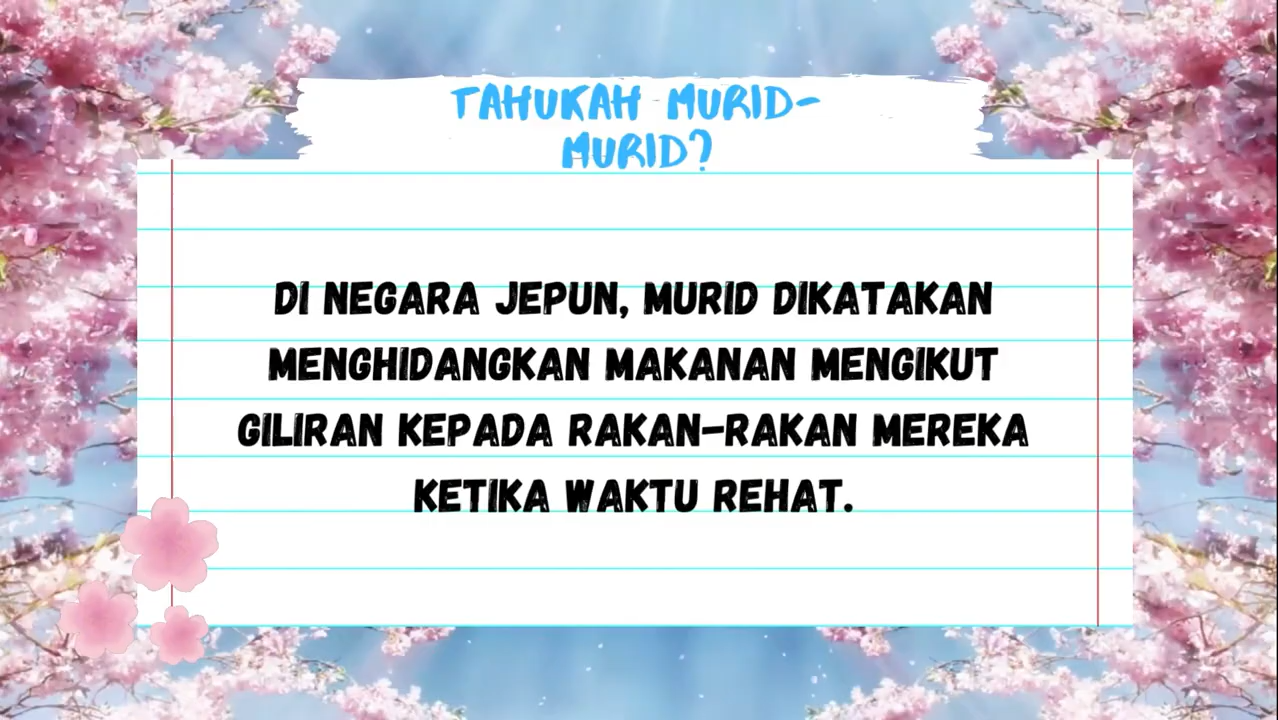 TAHUKAH MURID-
MURID?
DI NEGARA JEPUN, MURID DIKATAKAN
MENGHIDANGKAN MAKANAN MENGIKUT
GILIRAN KEPADA RAKAN-RAKAN MEREKA
KETIKA WAKTU REHAT.